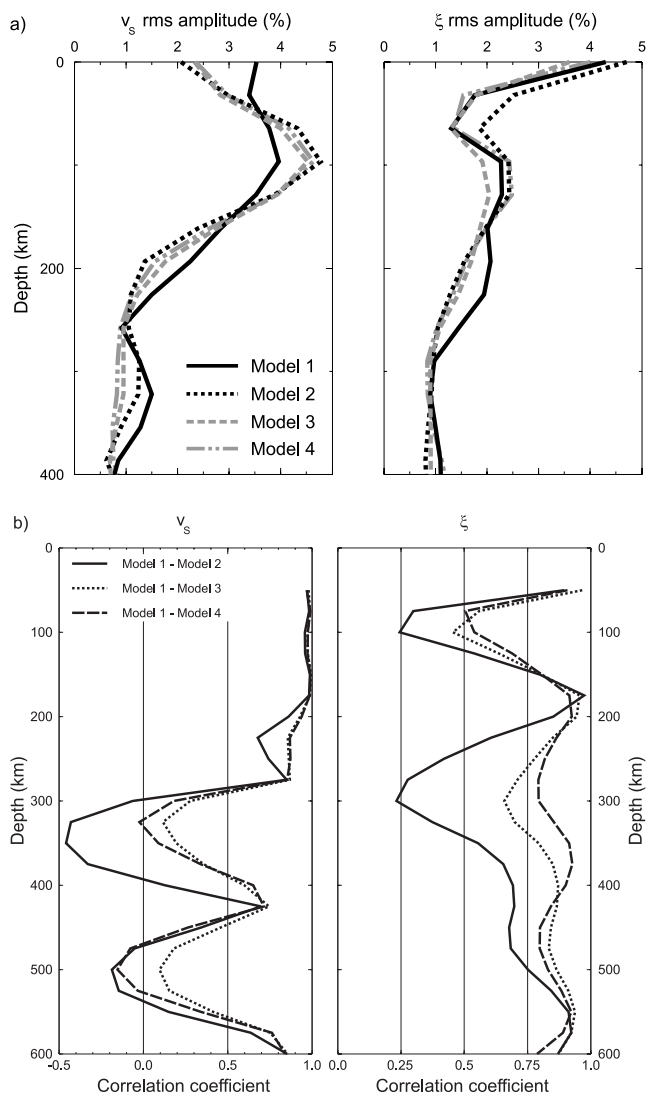 a)
v_S rms amplitude (%)
ξ rms amplitude (%)
0 1 2 3 4 5
0 1 2 3 4 5
0
200
400
Depth (km)
Depth (km)
Model 1
Model 2
Model 3
Model 4
b)
v_S
ξ
0
100
200
300
400
500
600
Depth (km)
Model 1 - Model 2
Model 1 - Model 3
Model 1 - Model 4
-0.5 0.0 0.5 1.0
Correlation coefficient
0
100
200
300
400
500
600
Depth (km)
0.0 0.25 0.5 0.75 1.0
Correlation coefficient